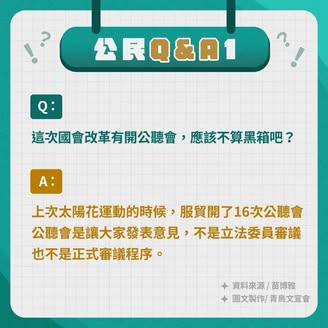 公民Q&A1
Q:
這次國會改革有開公聽會，應該不算黑箱吧？
A:
上次太陽花運動的時候，服貿開了16次公聽會
公聽會是讓大家發表意見，不是立法委員審議
也不是正式審議程序。
資料來源 / 苗博雅
圖文製作/ 青鳥文宣會